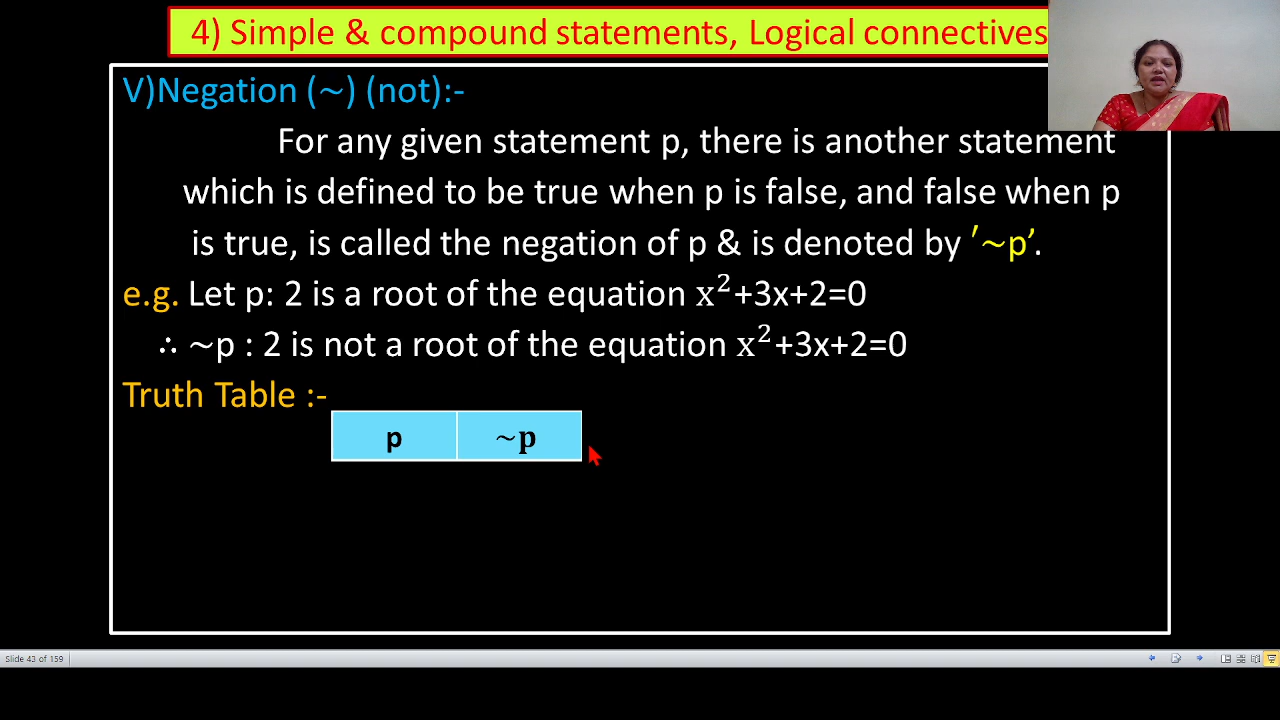 4) Simple & compound statements, Logical connectives
V)Negation (~) (not):-
For any given statement p, there is another statement
which is defined to be true when p is false, and false when p
is true, is called the negation of p & is denoted by '~p’.
e.g. Let p: 2 is a root of the equation x²+3x+2=0
∴ ~p : 2 is not a root of the equation x²+3x+2=0
Truth Table :-
p ~p
Slide 43 of 159